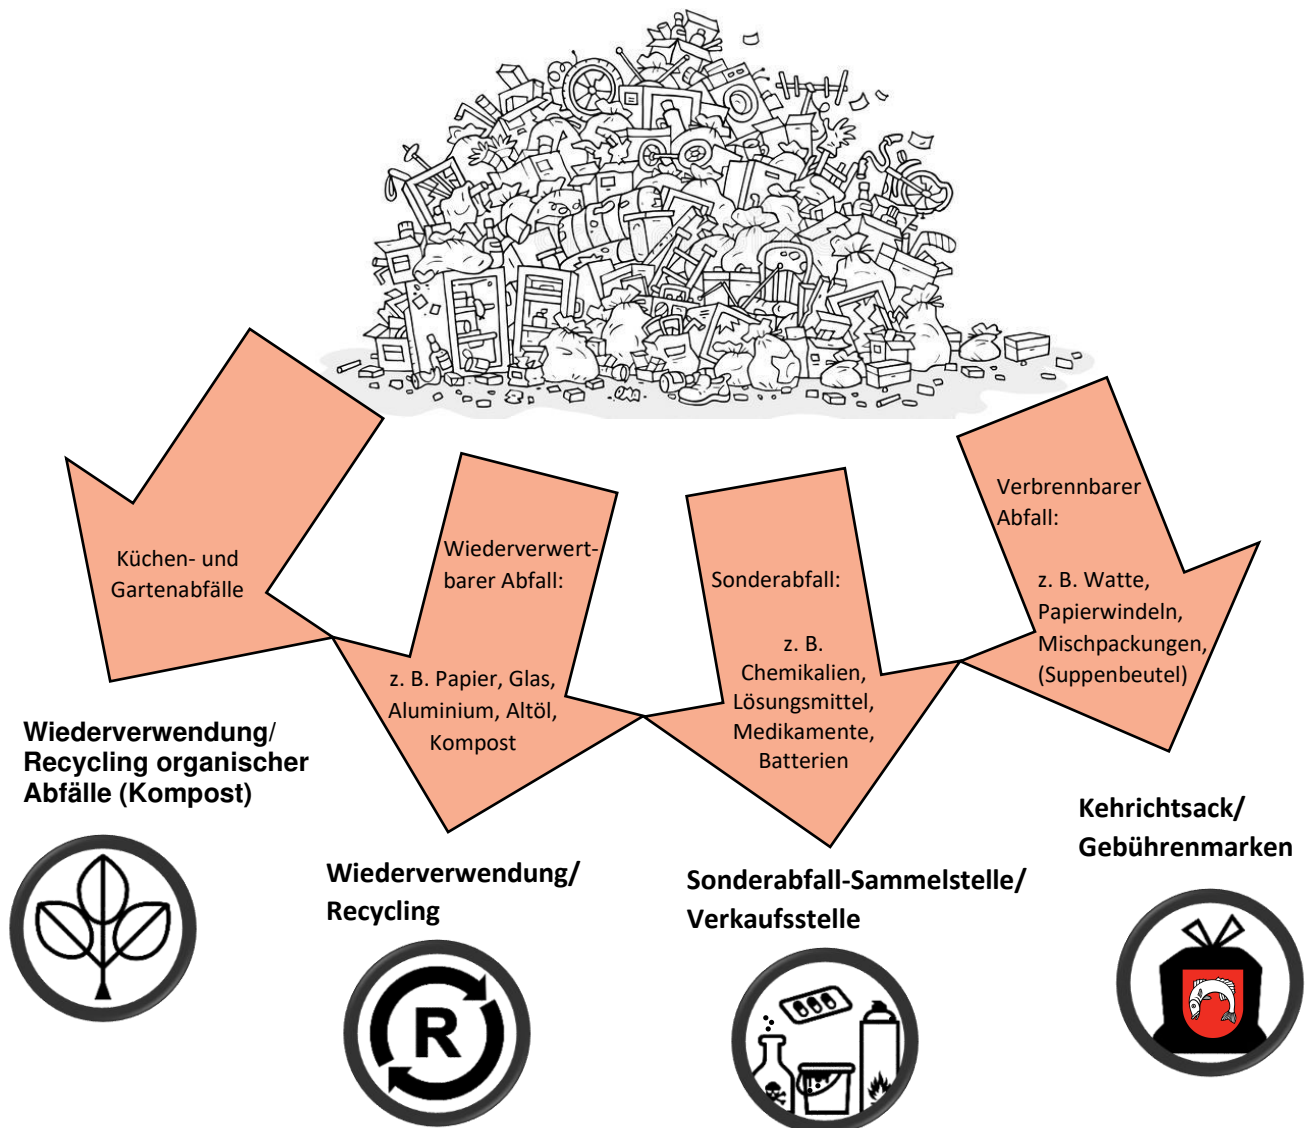 Küchen- und
Gartenabfälle
Wiederverwert-
barer Abfall:
z. B. Papier, Glas,
Aluminium, Altöl,
Kompost
Sonderabfall:
z. B.
Chemikalien,
Lösungsmittel,
Medikamente,
Batterien
Verbrennbarer
Abfall:
z. B. Watte,
Papierwindeln,
Mischpackungen,
(Suppenbeutel)
Wiederverwendung/
Recycling organischer
Abfälle (Kompost)
Wiederverwendung/
Recycling
R
Sonderabfall-Sammelstelle/
Verkaufsstelle
Kehrichtsack/
Gebührenmarken